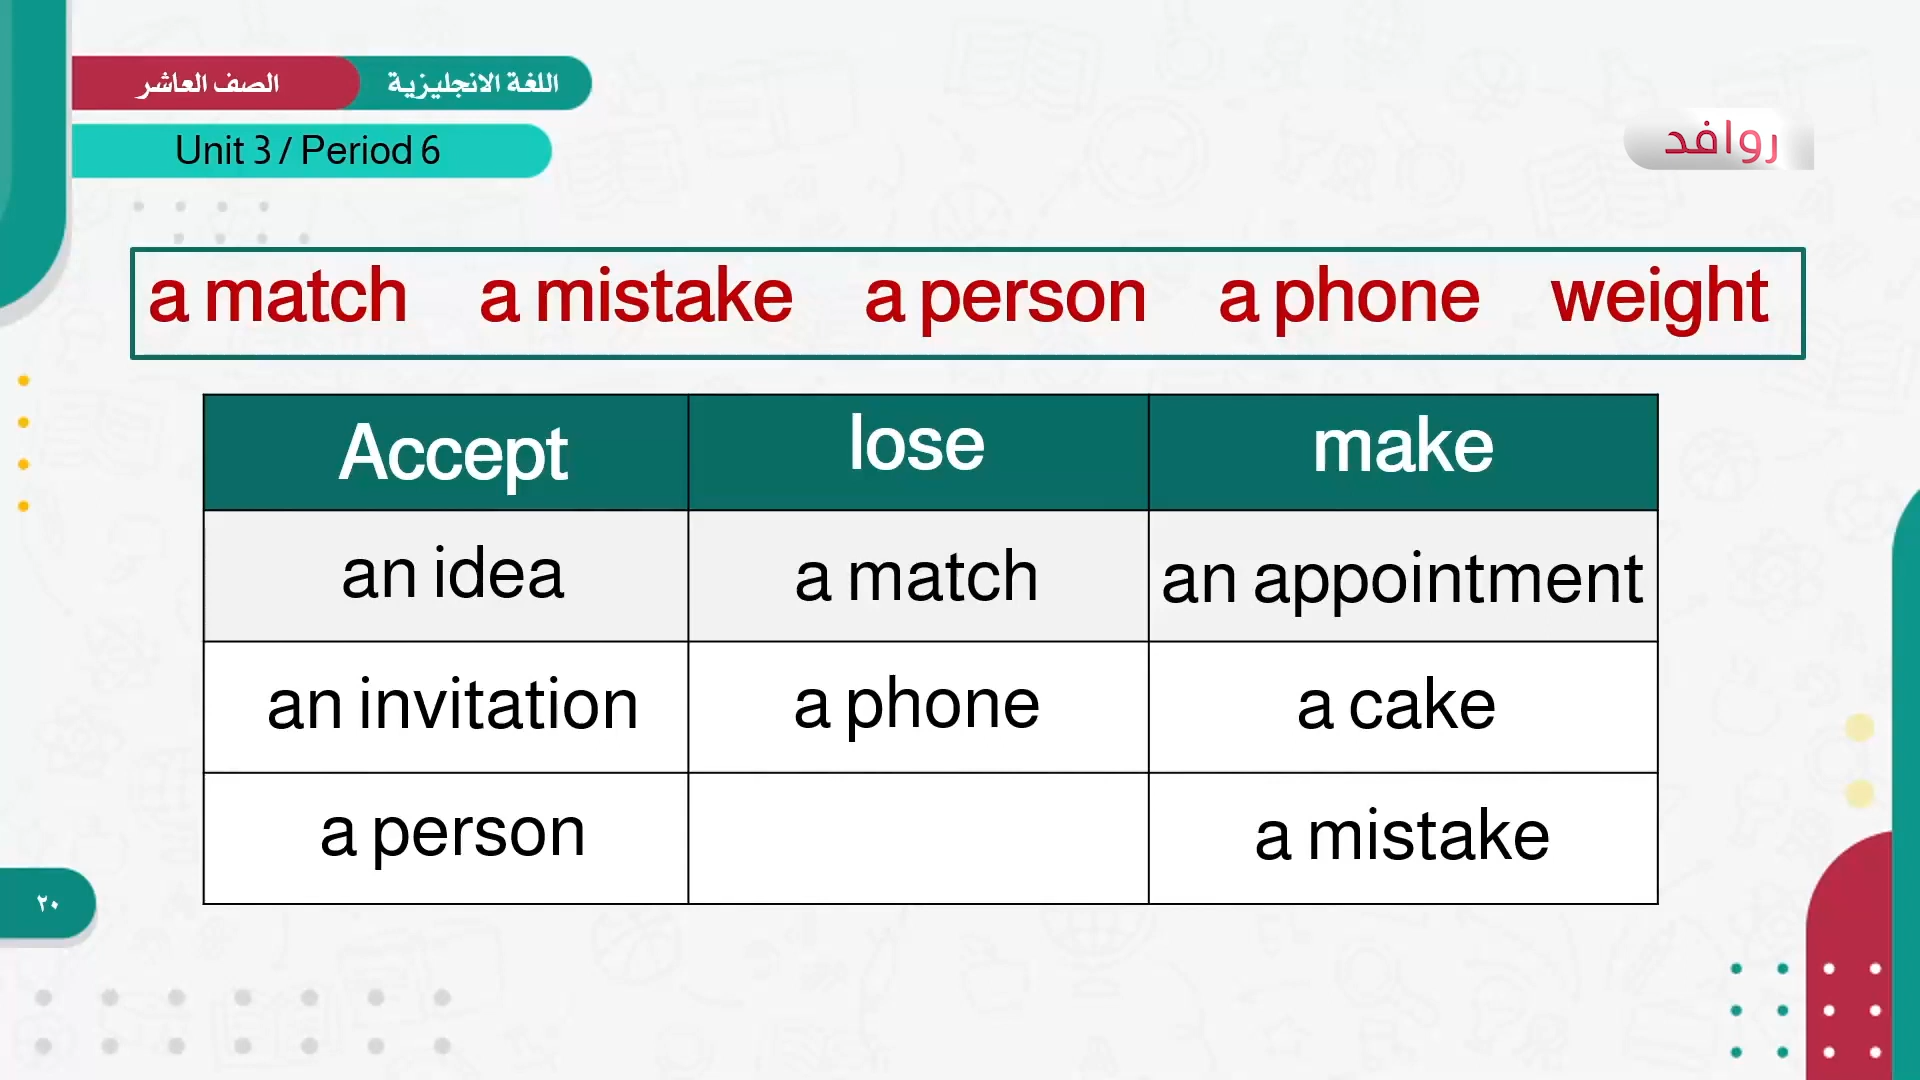 الصف العاشر اللغة الانجليزية
Unit 3 / Period 6
روافد
a match a mistake a person a phone weight
Accept lose make
an idea a match an appointment
an invitation a phone a cake
a person a mistake
٢٠